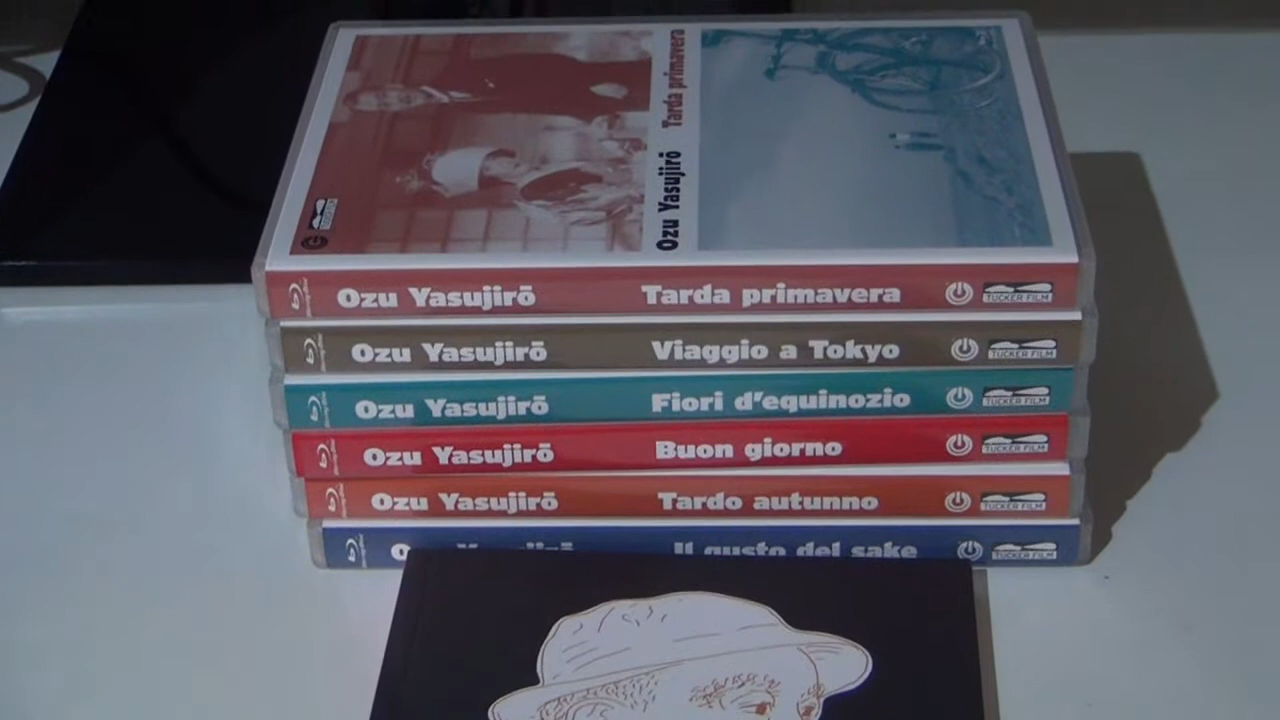 Ozu Yasujirō Tarda primavera
TUCKER FILM
Ozu Yasujirō Tarda primavera TUCKER FILM
Ozu Yasujirō Viaggio a Tokyo TUCKER FILM
Ozu Yasujirō Fiori d'equinozio TUCKER FILM
Ozu Yasujirō Buon giorno TUCKER FILM
Ozu Yasujirō Tardo autunno TUCKER FILM
Il gusto del sake TUCKER FILM